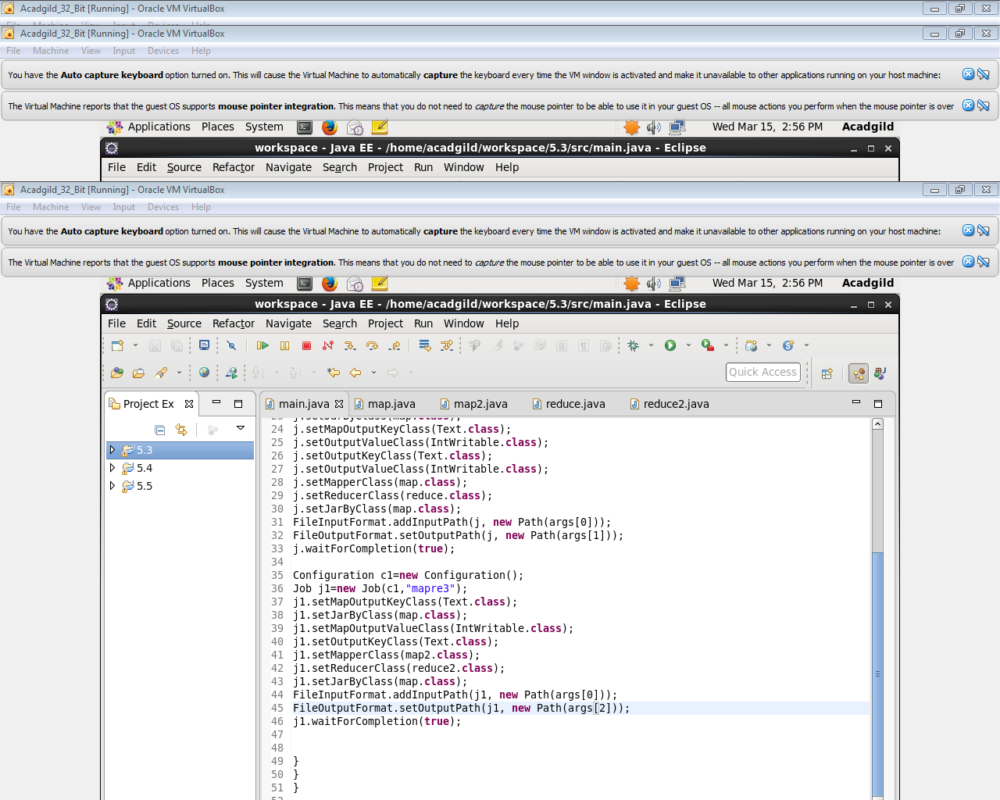 Acadgild_32_Bit [Running] - Oracle VM VirtualBox
File Machine View Input Devices Help
Acadgild_32_Bit [Running] - Oracle VM VirtualBox
File Machine View Input Devices Help
You have the Auto capture keyboard option turned on. This will cause the Virtual Machine to automatically capture the keyboard every time the VM window is activated and make it unavailable to other applications running on your host machine:
The Virtual Machine reports that the guest OS supports mouse pointer integration. This means that you do not need to capture the mouse pointer to be able to use it in your guest OS -- all mouse actions you perform when the mouse pointer is over
Applications Places System Wed Mar 15, 2:56 PM Acadgild
workspace - Java EE - /home/acadgild/workspace/5.3/src/main.java - Eclipse
File Edit Source Refactor Navigate Search Project Run Window Help
Acadgild_32_Bit [Running] - Oracle VM VirtualBox
File Machine View Input Devices Help
You have the Auto capture keyboard option turned on. This will cause the Virtual Machine to automatically capture the keyboard every time the VM window is activated and make it unavailable to other applications running on your host machine:
The Virtual Machine reports that the guest OS supports mouse pointer integration. This means that you do not need to capture the mouse pointer to be able to use it in your guest OS -- all mouse actions you perform when the mouse pointer is over
Applications Places System Wed Mar 15, 2:56 PM Acadgild
workspace - Java EE - /home/acadgild/workspace/5.3/src/main.java - Eclipse
File Edit Source Refactor Navigate Search Project Run Window Help
Quick Access
Project Ex main.java map.java map2.java reduce.java reduce2.java
5.3
5.4
5.5
23 j.setJarByClass(map.class);
24 j.setMapOutputKeyClass(Text.class);
25 j.setOutputValueClass(IntWritable.class);
26 j.setOutputKeyClass(Text.class);
27 j.setOutputValueClass(IntWritable.class);
28 j.setMapperClass(map.class);
29 j.setReducerClass(reduce.class);
30 j.setJarByClass(map.class);
31 FileInputFormat.addInputPath(j, new Path(args[0]));
32 FileOutputFormat.setOutputPath(j, new Path(args[1]));
33 j.waitForCompletion(true);
34
35 Configuration c1=new Configuration();
36 Job j1=new Job(c1,"mapre3");
37 j1.setMapOutputKeyClass(Text.class);
38 j1.setJarByClass(map.class);
39 j1.setMapOutputValueClass(IntWritable.class);
40 j1.setOutputKeyClass(Text.class);
41 j1.setMapperClass(map2.class);
42 j1.setReducerClass(reduce2.class);
43 j1.setJarByClass(map.class);
44 FileInputFormat.addInputPath(j1, new Path(args[0]));
45 FileOutputFormat.setOutputPath(j1, new Path(args[2]));
46 j1.waitForCompletion(true);
47
48
49 }
50 }
51 }
52